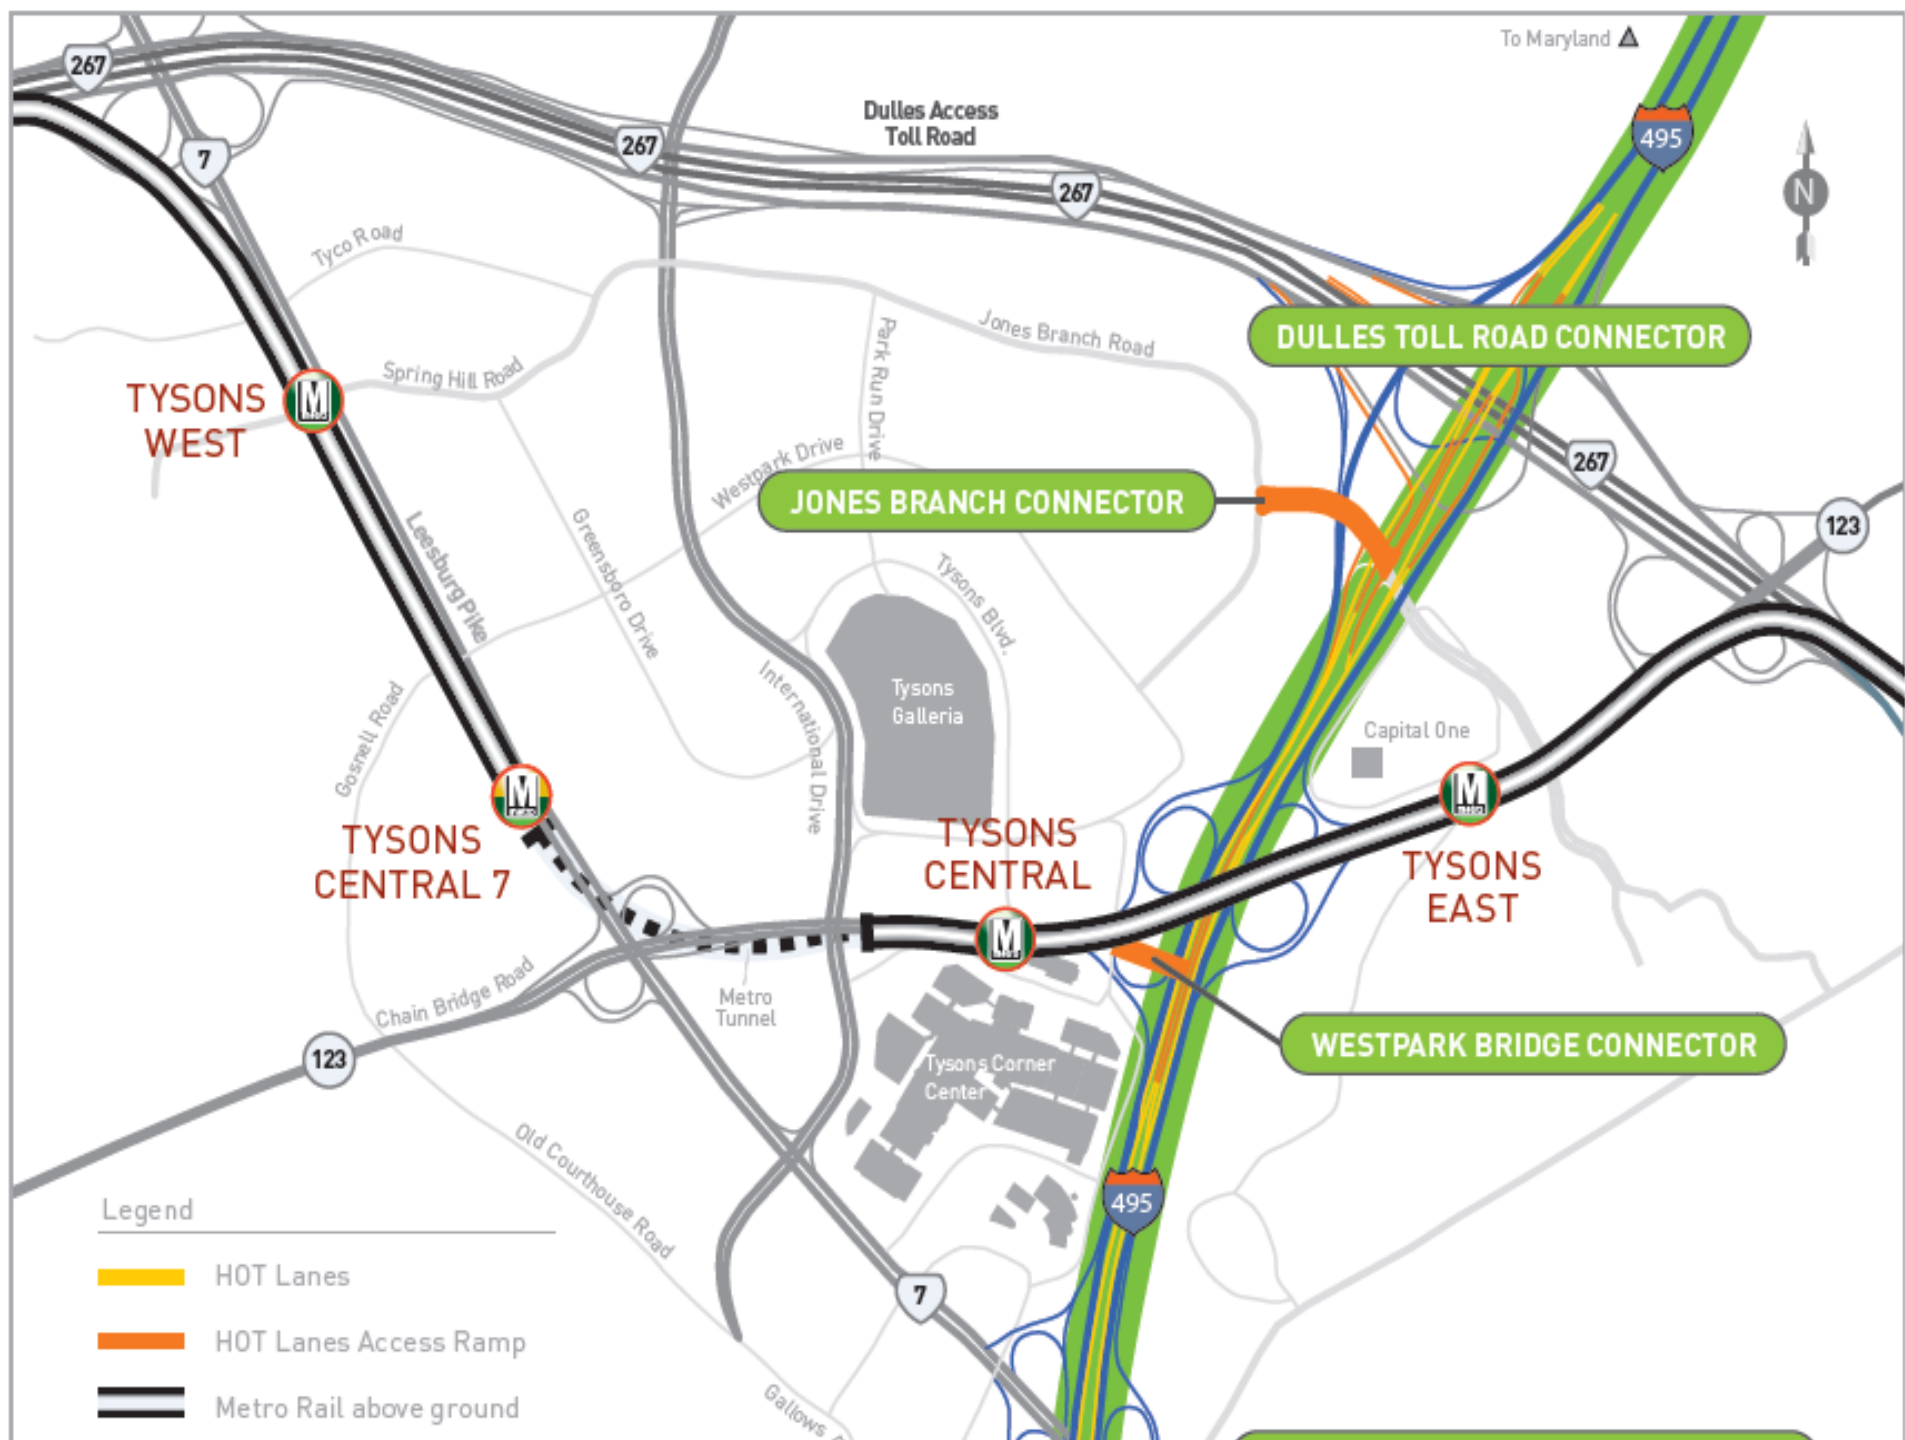 To Maryland
267
Dulles Access
Toll Road
495
267
7
267
N
Tyco Road
Jones Branch Road
DULLES TOLL ROAD CONNECTOR
Park Run Drive
Spring Hill Road
TYSONS
WEST
M
Westpark Drive
267
JONES BRANCH CONNECTOR
123
Leesburg Pike
Greensboro Drive
Tysons Blvd.
International Drive
Tysons
Galleria
Gosnell Road
Capital One
M
M
TYSONS
CENTRAL 7
TYSONS
CENTRAL
TYSONS
EAST
M
Chain Bridge Road
Metro
Tunnel
WESTPARK BRIDGE CONNECTOR
123
Tysons Corner
Center
Old Courthouse Road
495
7
Legend
HOT Lanes
HOT Lanes Access Ramp
Metro Rail above ground
Gallows